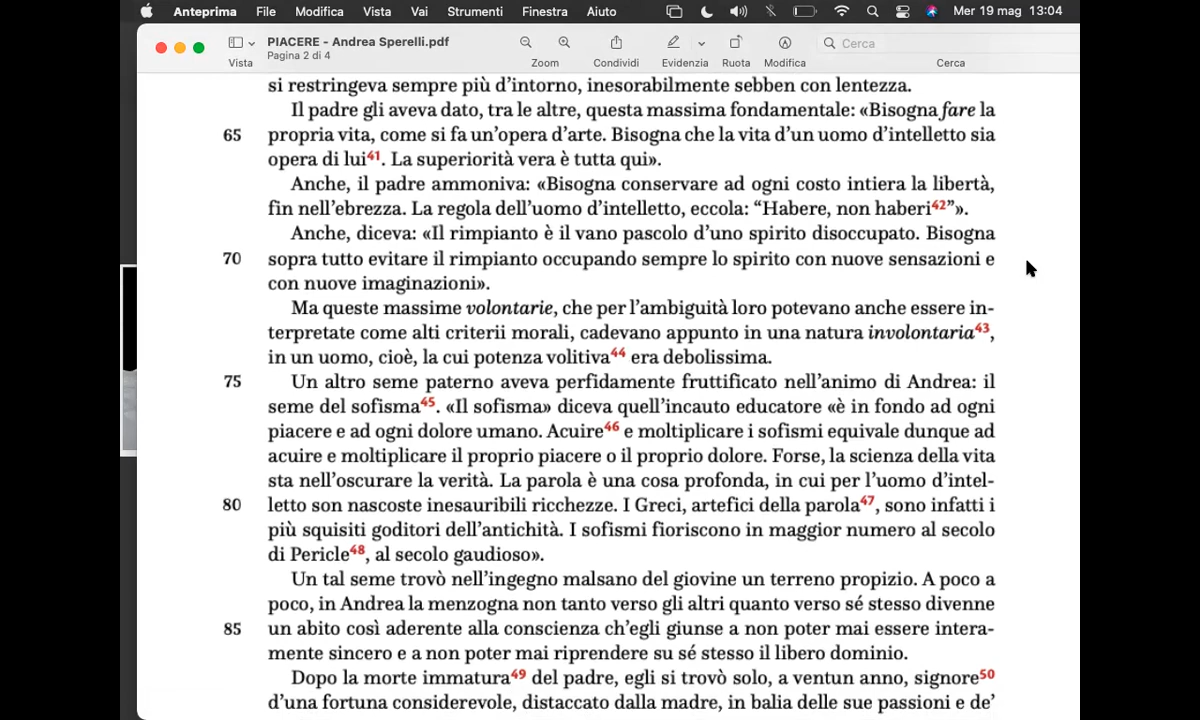 Anteprima File Modifica Vista Vai Strumenti Finestra Aiuto Mer 19 mag 13:04
PIACERE - Andrea Sperelli.pdf
Pagina 2 di 4
Cerca
Vista Zoom Condividi Evidenzia Ruota Modifica Cerca
si restringeva sempre più d'intorno, inesorabilmente sebben con lentezza.
Il padre gli aveva dato, tra le altre, questa massima fondamentale: «Bisogna fare la
65 propria vita, come si fa un'opera d'arte. Bisogna che la vita d'un uomo d'intelletto sia
opera di lui41. La superiorità vera è tutta qui».
Anche, il padre ammoniva: «Bisogna conservare ad ogni costo intiera la libertà,
fin nell'ebrezza. La regola dell'uomo d'intelletto, eccola: “Habere, non haberi42”».
Anche, diceva: «Il rimpianto è il vano pascolo d'uno spirito disoccupato. Bisogna
70 sopra tutto evitare il rimpianto occupando sempre lo spirito con nuove sensazioni e
con nuove imaginazioni».
Ma queste massime volontarie, che per l'ambiguità loro potevano anche essere in-
terpretate come alti criterii morali, cadevano appunto in una natura involontaria43,
in un uomo, cioè, la cui potenza volitiva44 era debolissima.
75 Un altro seme paterno aveva perfidamente fruttificato nell'animo di Andrea: il
seme del sofisma45. «Il sofisma» diceva quell'incauto educatore «è in fondo ad ogni
piacere e ad ogni dolore umano. Acuire46 e moltiplicare i sofismi equivale dunque ad
acuire e moltiplicare il proprio piacere o il proprio dolore. Forse, la scienza della vita
sta nell'oscurare la verità. La parola è una cosa profonda, in cui per l'uomo d'intel-
80 letto son nascoste inesauribili ricchezze. I Greci, artefici della parola47, sono infatti i
più squisiti goditori dell'antichità. I sofismi fioriscono in maggior numero al secolo
di Pericle48, al secolo gaudioso».
Un tal seme trovò nell'ingegno malsano del giovine un terreno propizio. A poco a
poco, in Andrea la menzogna non tanto verso gli altri quanto verso sé stesso divenne
85 un abito così aderente alla conscienza ch'egli giunse a non poter mai essere intera-
mente sincero e a non poter mai riprendere su sé stesso il libero dominio.
Dopo la morte immatura49 del padre, egli si trovò solo, a ventun anno, signore50
d'una fortuna considerevole, distaccato dalla madre, in balia delle sue passioni e de'